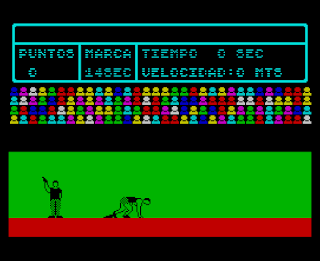 PUNTOS MARCA TIEMPO 0 SEC
0 14SEC VELOCIDAD:0 MTS